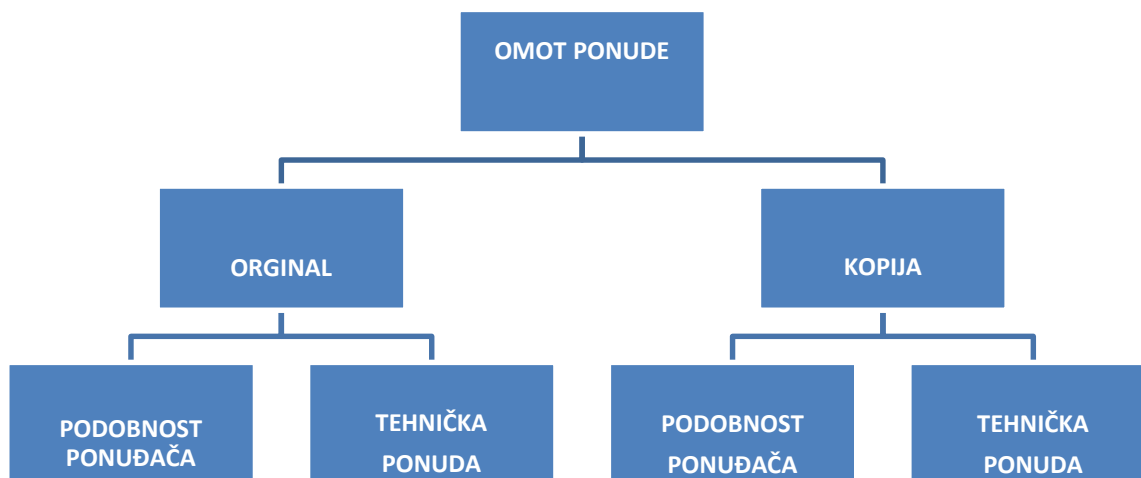 OMOT PONUDE
ORGINAL
KOPIJA
PODOBNOST
PONUĐAČA
TEHNIČKA
PONUDA
PODOBNOST
PONUĐAČA
TEHNIČKA
PONUDA